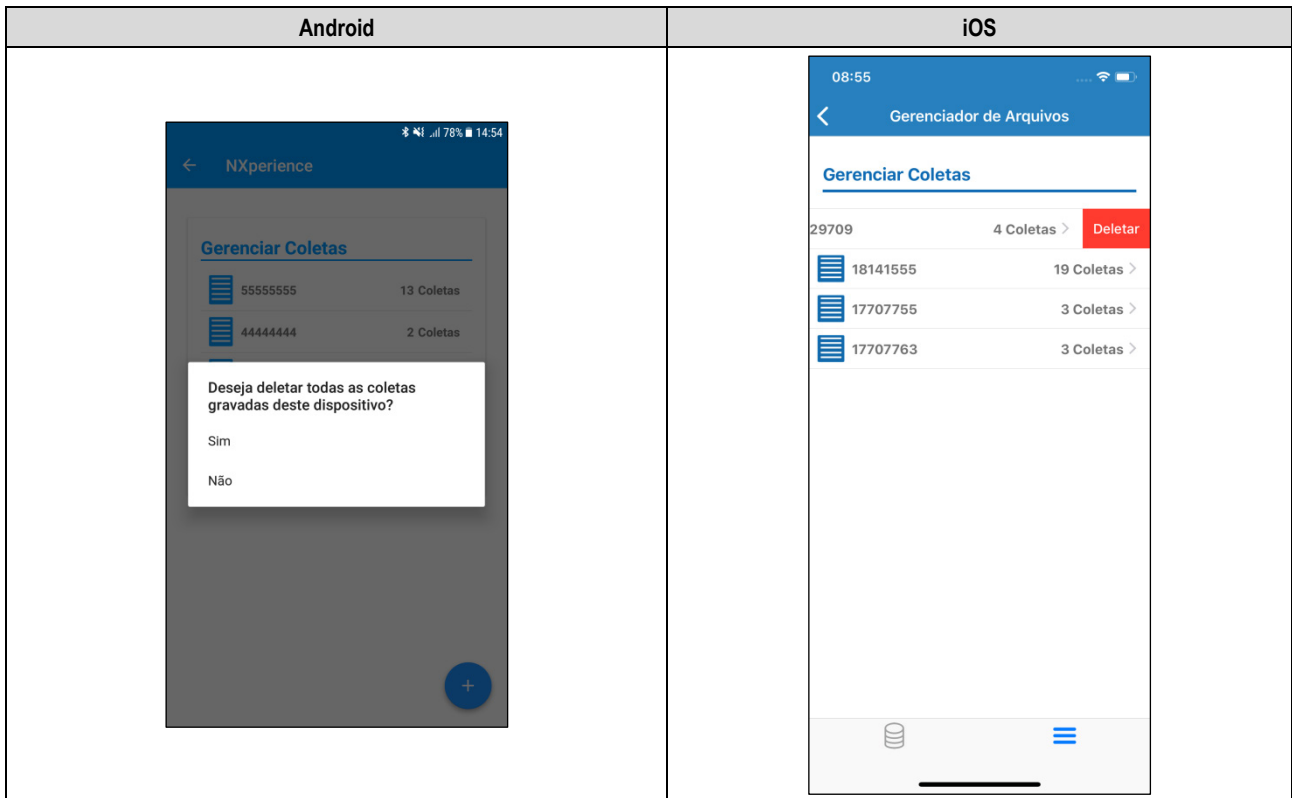 Android
iOS
78% 14:54
NXperience
Gerenciar Coletas
55555555 13 Coletas
44444444 2 Coletas
Deseja deletar todas as coletas
gravadas deste dispositivo?
Sim
Não
08:55
Gerenciador de Arquivos
Gerenciar Coletas
29709 4 Coletas Deletar
18141555 19 Coletas
17707755 3 Coletas
17707763 3 Coletas